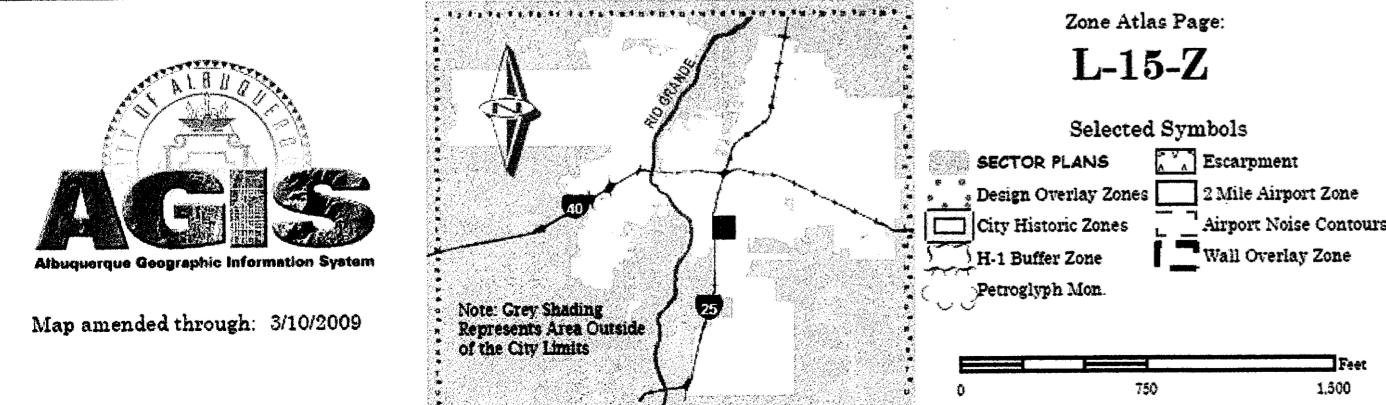 CITY OF ALBUQUERQUE
AGIS
Albuquerque Geographic Information System
Map amended through: 3/10/2009
N
RIO GRANDE
40
25
Note: Grey Shading
Represents Area Outside
of the City Limits
Zone Atlas Page:
L-15-Z
Selected Symbols
SECTOR PLANS
Escarpment
Design Overlay Zones
2 Mile Airport Zone
City Historic Zones
Airport Noise Contours
H-1 Buffer Zone
Wall Overlay Zone
Petroglyph Mon.
Feet
0 750 1,500